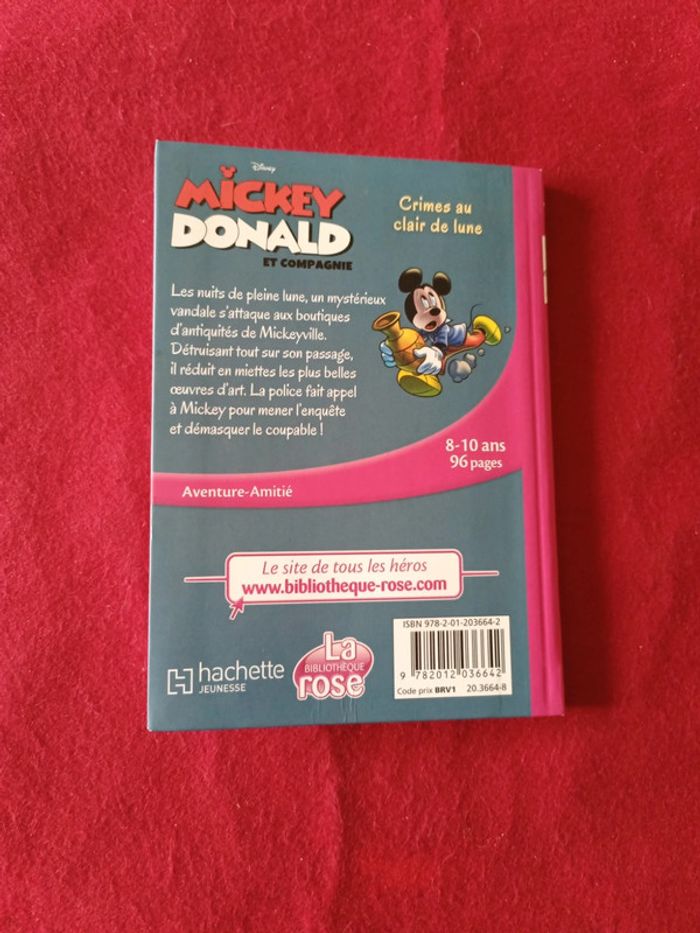 Disney
MiCKEY
DONALD
ET COMPAGNIE
Crimes au
clair de lune
Les nuits de pleine lune, un mystérieux
vandale s'attaque aux boutiques
d'antiquités de Mickeyville.
Détruisant tout sur son passage,
il réduit en miettes les plus belles
œuvres d'art. La police fait appel
à Mickey pour mener l'enquête
et démasquer le coupable !
8-10 ans
96 pages
Aventure-Amitié
Le site de tous les héros
www.bibliotheque-rose.com
hachette
JEUNESSE
La
BIBLIOTHÈQUE
rose
ISBN 978-2-01-203664-2
9 782012 036642
Code prix BRV1 20.3664-8